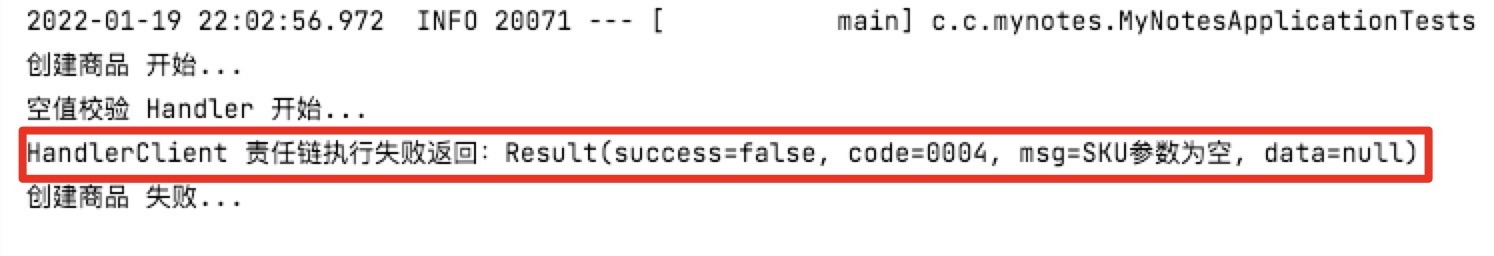 2022-01-19 22:02:56.972  INFO 20071 --- [           main] c.c.mynotes.MyNotesApplicationTests
创建商品 开始...
空值校验 Handler 开始...
HandlerClient 责任链执行失败返回：Result(success=false, code=0004, msg=SKU参数为空, data=null)
创建商品 失败...